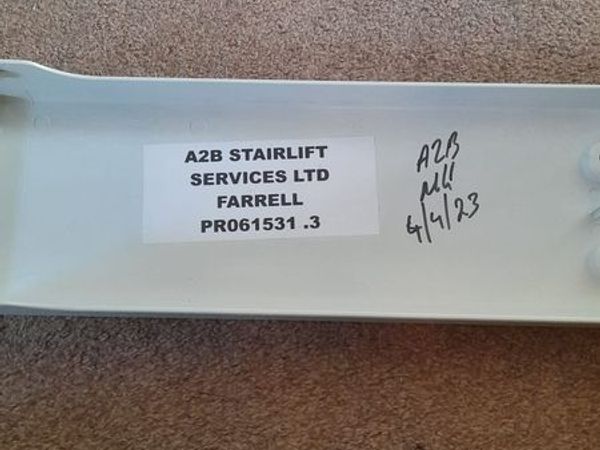 A2B STAIRLIFT
SERVICES LTD
FARRELL
PR061531 .3
A2B
4/4/23